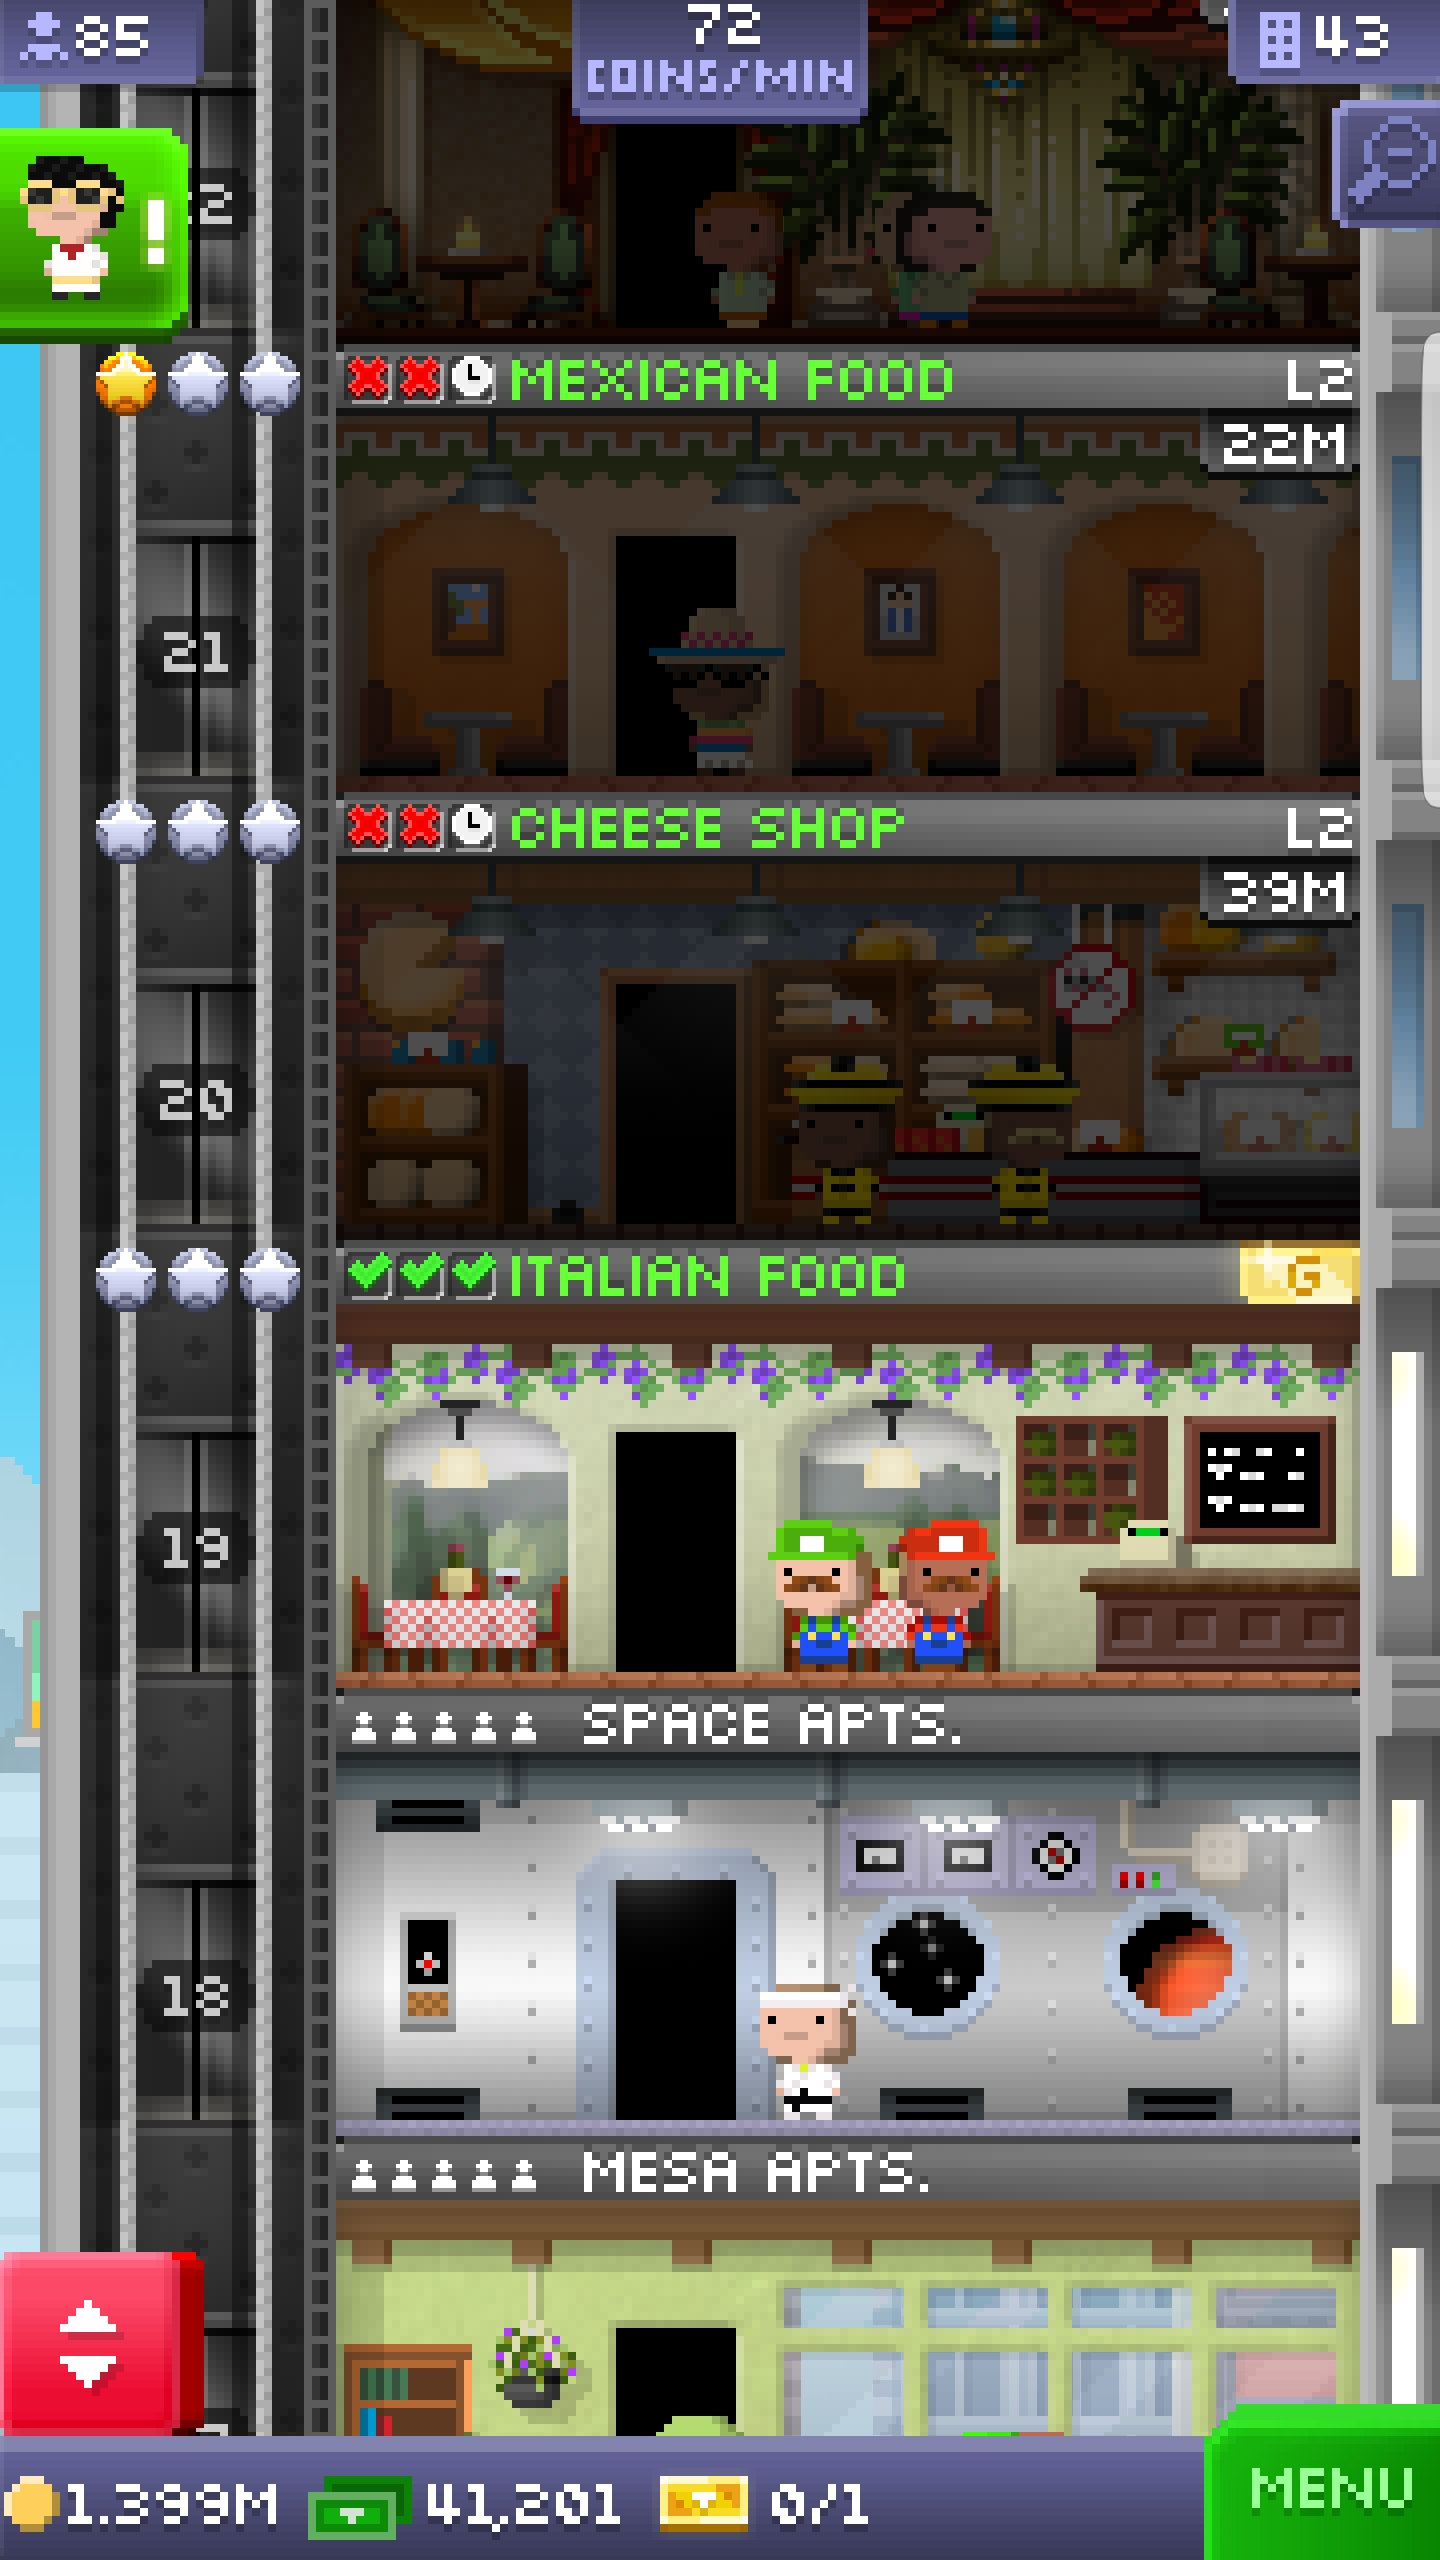 85
72
COINS/MIN
43
!
2
MEXICAN FOOD L2
22M
21
CHEESE SHOP L2
39M
20
ITALIAN FOOD G
19
SPACE APTS.
18
MESA APTS.
1.399M 41,201 0/1 MENU